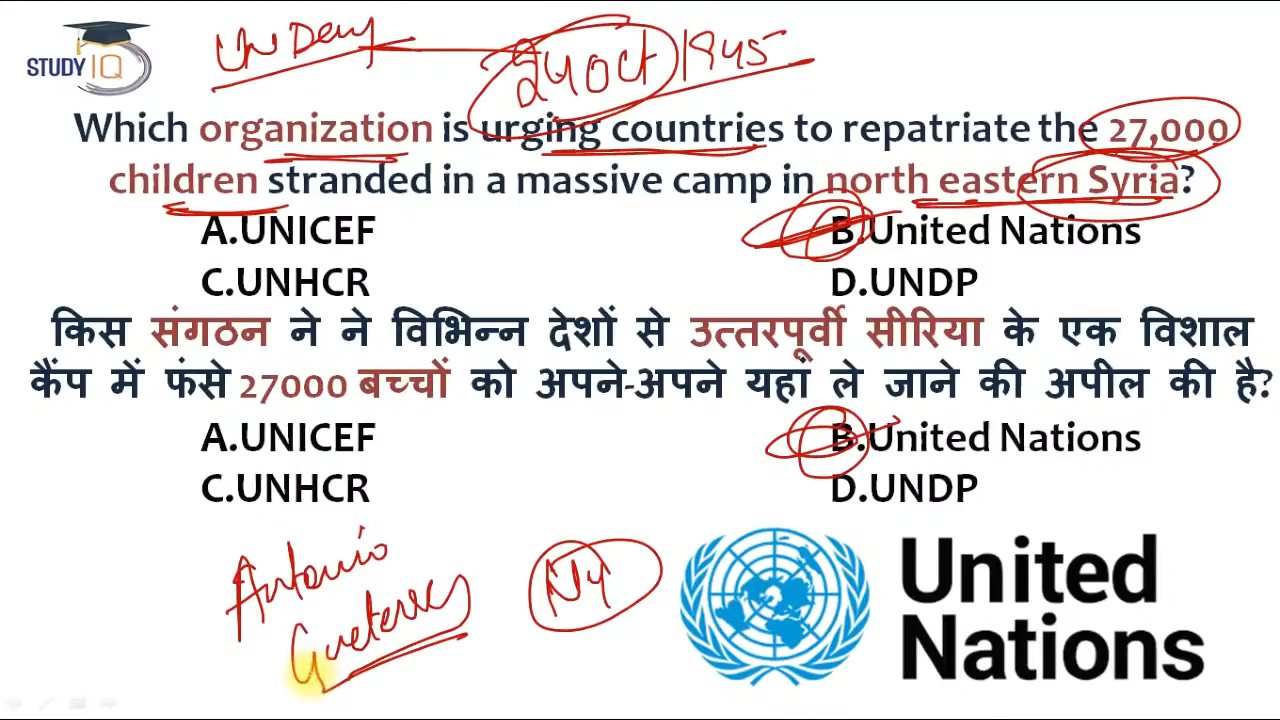 STUDY IQ
UN Day 24 Oct 1945
Which organization is urging countries to repatriate the 27,000
children stranded in a massive camp in north eastern Syria?
A.UNICEF B.United Nations
C.UNHCR D.UNDP
किस संगठन ने ने विभिन्न देशों से उत्तरपूर्वी सीरिया के एक विशाल
कैंप में फंसे 27000 बच्चों को अपने-अपने यहां ले जाने की अपील की है?
A.UNICEF B.United Nations
C.UNHCR D.UNDP
Antonio
Gueterres
NY
United
Nations